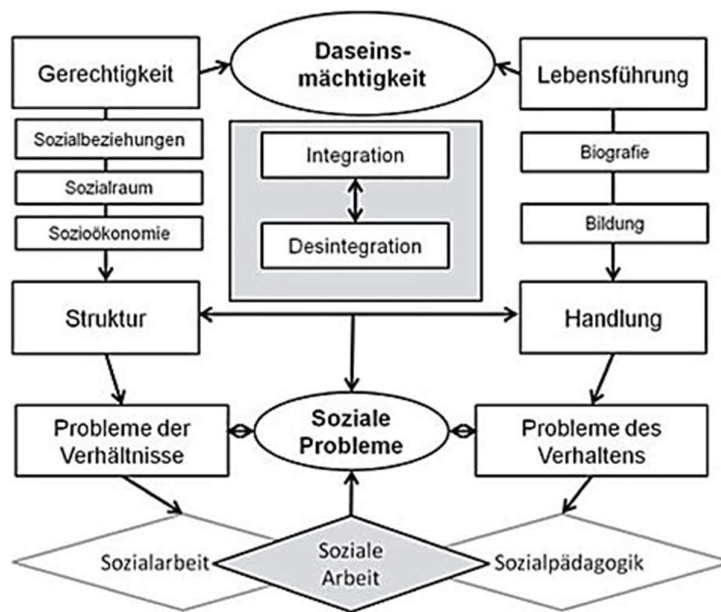 Gerechtigkeit
Daseins-
mächtigkeit
Lebensführung
Sozialbeziehungen
Sozialraum
Sozioökonomie
Integration
Desintegration
Biografie
Bildung
Struktur
Handlung
Probleme der
Verhältnisse
Soziale
Probleme
Probleme des
Verhaltens
Sozialarbeit
Soziale
Arbeit
Sozialpädagogik